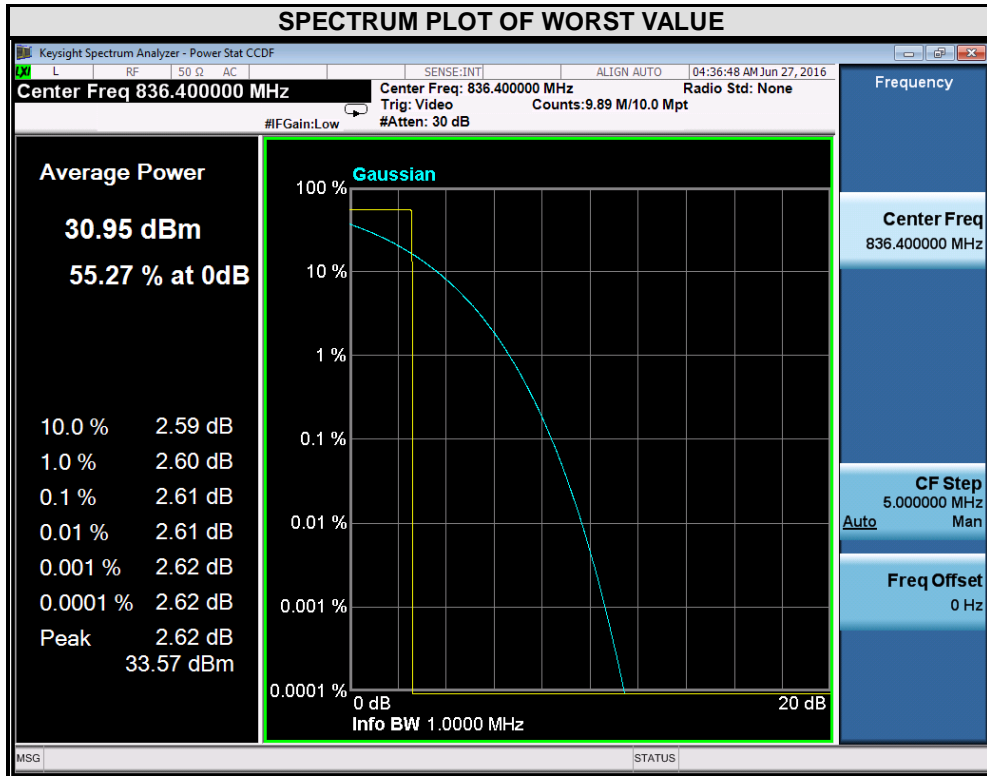 SPECTRUM PLOT OF WORST VALUE
Keysight Spectrum Analyzer - Power Stat CCDF
LXI L RF 50 Ω AC SENSE:INT ALIGN AUTO 04:36:48 AM Jun 27, 2016
Center Freq 836.400000 MHz
Center Freq: 836.400000 MHz Radio Std: None
Trig: Video Counts:9.89 M/10.0 Mpt
#IFGain:Low #Atten: 30 dB
Average Power
30.95 dBm
55.27 % at 0dB
10.0 % 2.59 dB
1.0 % 2.60 dB
0.1 % 2.61 dB
0.01 % 2.61 dB
0.001 % 2.62 dB
0.0001 % 2.62 dB
Peak 2.62 dB
33.57 dBm
Gaussian
100 %
10 %
1 %
0.1 %
0.01 %
0.001 %
0.0001 %
0 dB 20 dB
Info BW 1.0000 MHz
Frequency
Center Freq
836.400000 MHz
CF Step
5.000000 MHz
Auto Man
Freq Offset
0 Hz
MSG STATUS